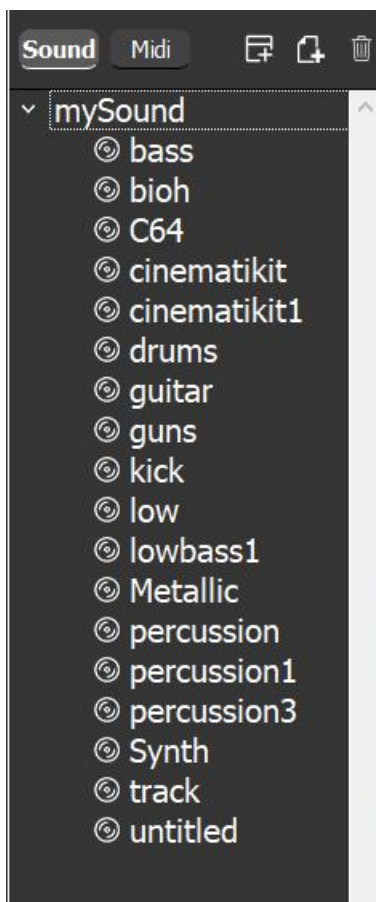 Sound Midi
mySound
bass
bioh
C64
cinematikit
cinematikit1
drums
guitar
guns
kick
low
lowbass1
Metallic
percussion
percussion1
percussion3
Synth
track
untitled